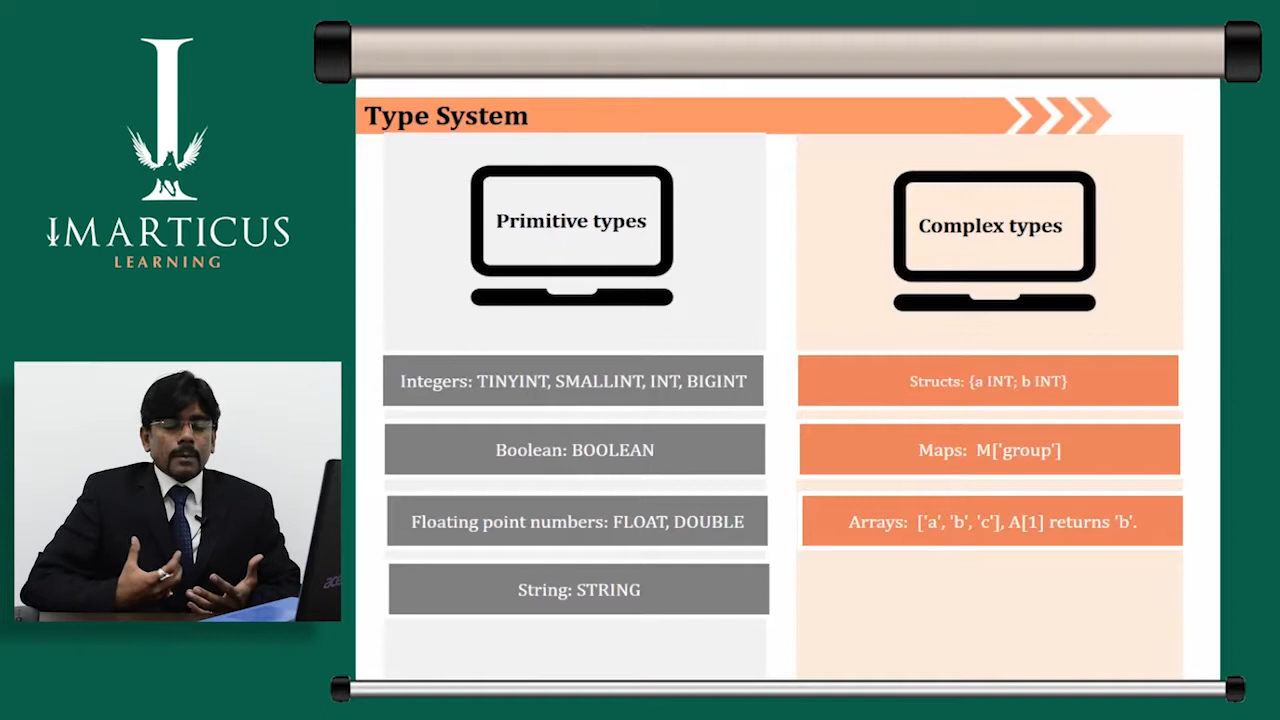 IMARTICUS
LEARNING
Type System
Primitive types
Integers: TINYINT, SMALLINT, INT, BIGINT
Boolean: BOOLEAN
Floating point numbers: FLOAT, DOUBLE
String: STRING
Complex types
Structs: {a INT; b INT}
Maps: M['group']
Arrays: ['a', 'b', 'c'], A[1] returns 'b'.
acer